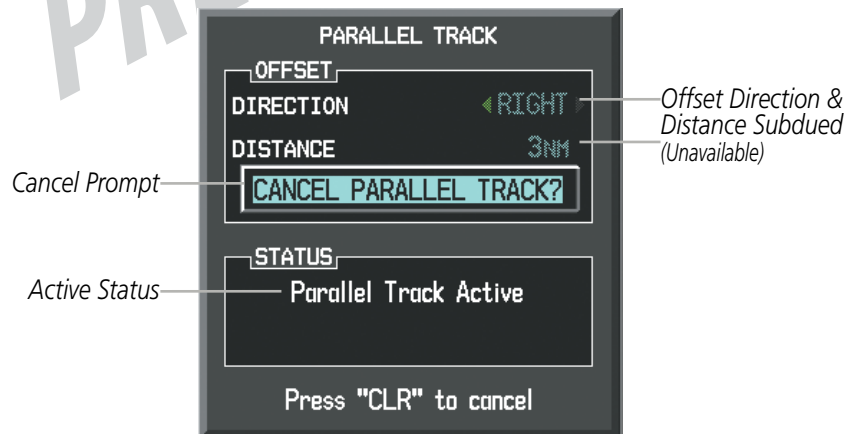 PRE
PARALLEL TRACK
OFFSET
DIRECTION RIGHT
DISTANCE 3NM
CANCEL PARALLEL TRACK?
STATUS
Parallel Track Active
Press "CLR" to cancel
Cancel Prompt
Active Status
Offset Direction &
Distance Subdued
(Unavailable)